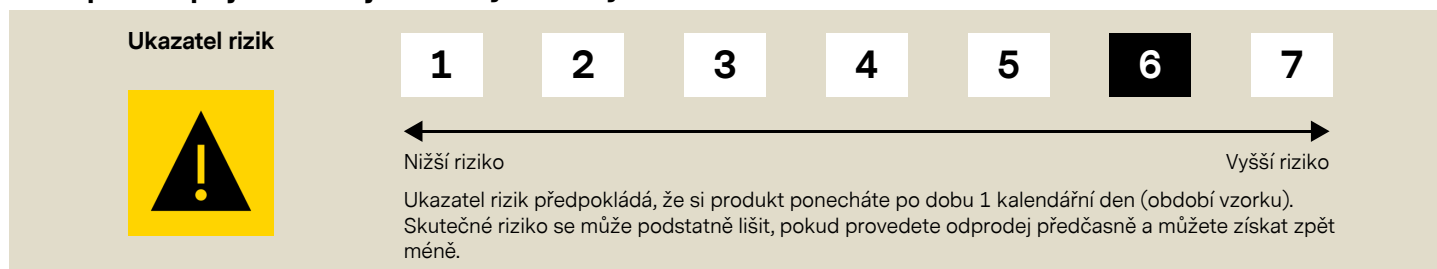 Ukazatel rizik
1 2 3 4 5 6 7
Nižší riziko Vyšší riziko
Ukazatel rizik předpokládá, že si produkt ponecháte po dobu 1 kalendářní den (období vzorku).
Skutečné riziko se může podstatně lišit, pokud provedete odprodej předčasně a můžete získat zpět
méně.